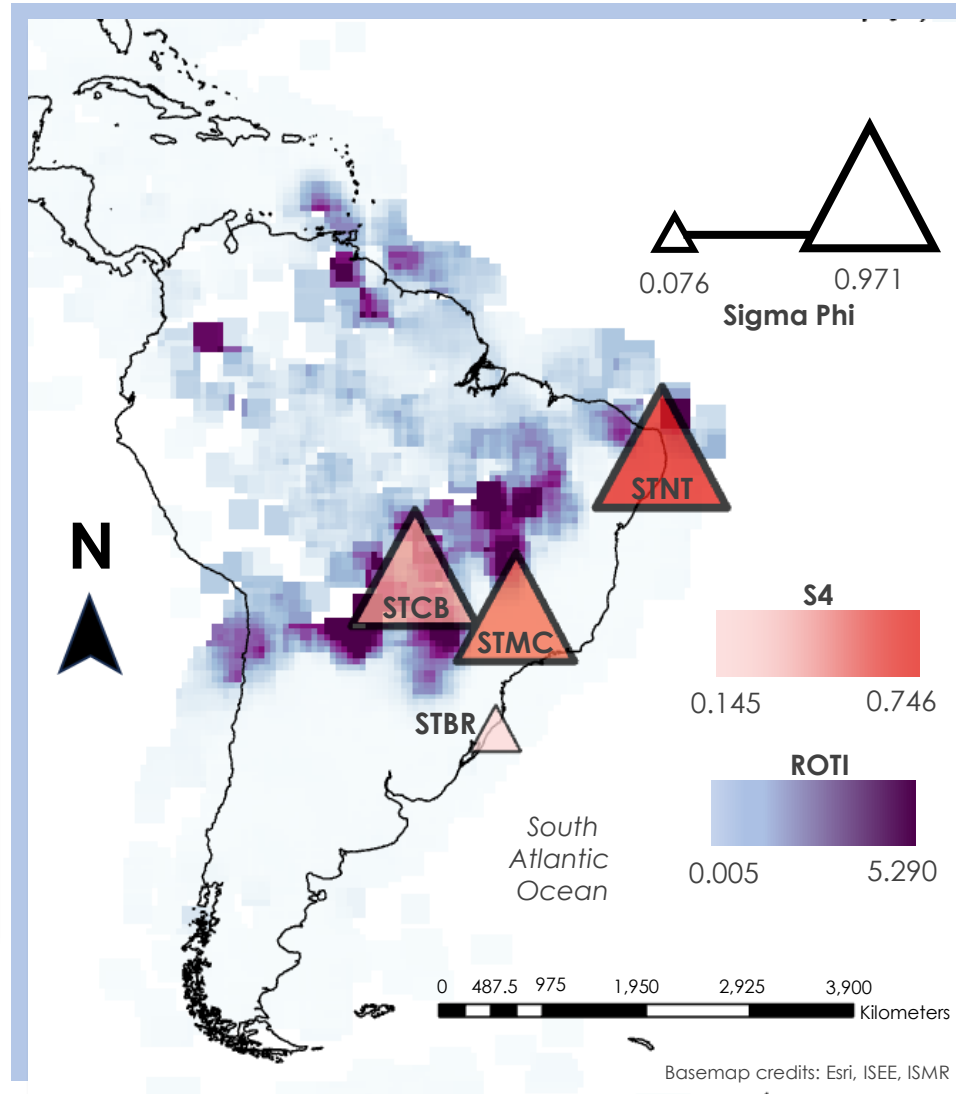 0.076
0.971
Sigma Phi
STNT
N
STCB
STMC
S4
0.145
0.746
STBR
ROTI
South
Atlantic
Ocean
0.005
5.290
0 487.5 975 1,950 2,925 3,900
Kilometers
Basemap credits: Esri, ISEE, ISMR